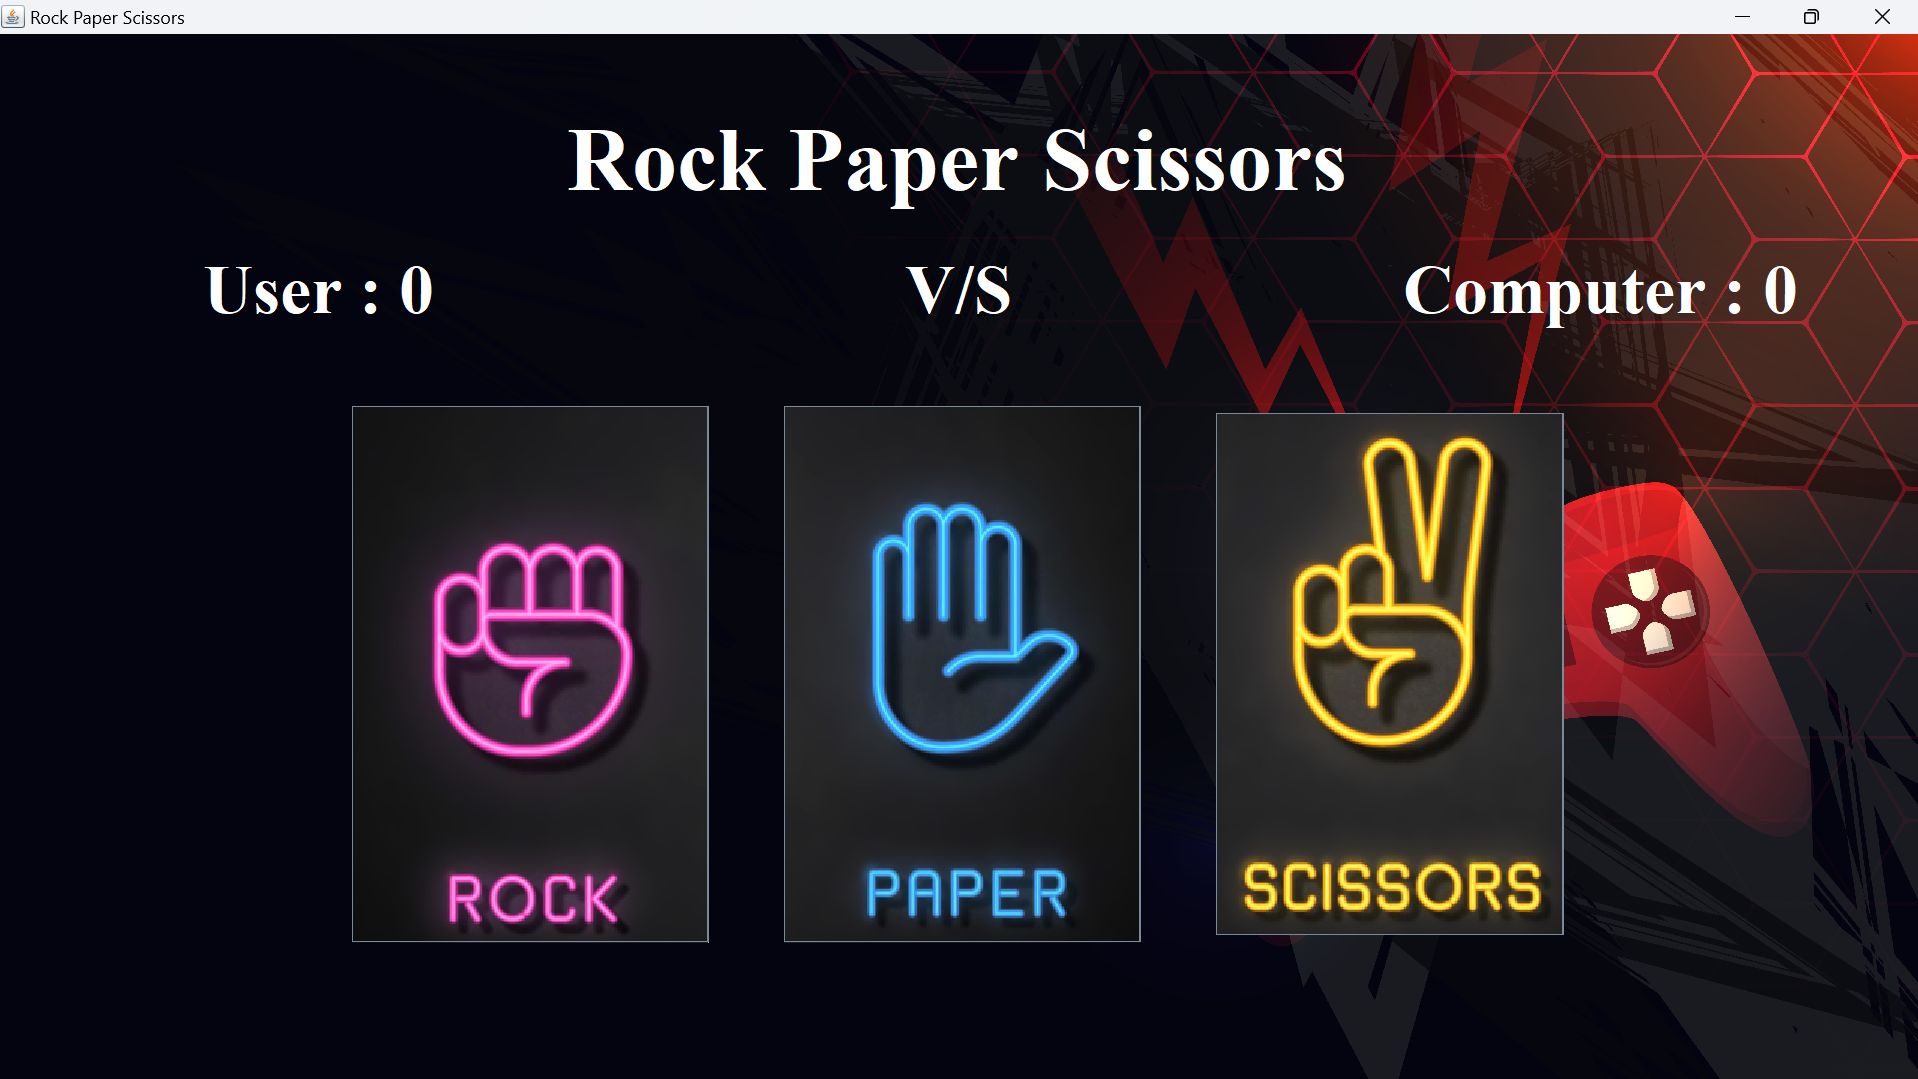 Rock Paper Scissors
Rock Paper Scissors
User : 0 V/S Computer : 0
ROCK PAPER SCISSORS